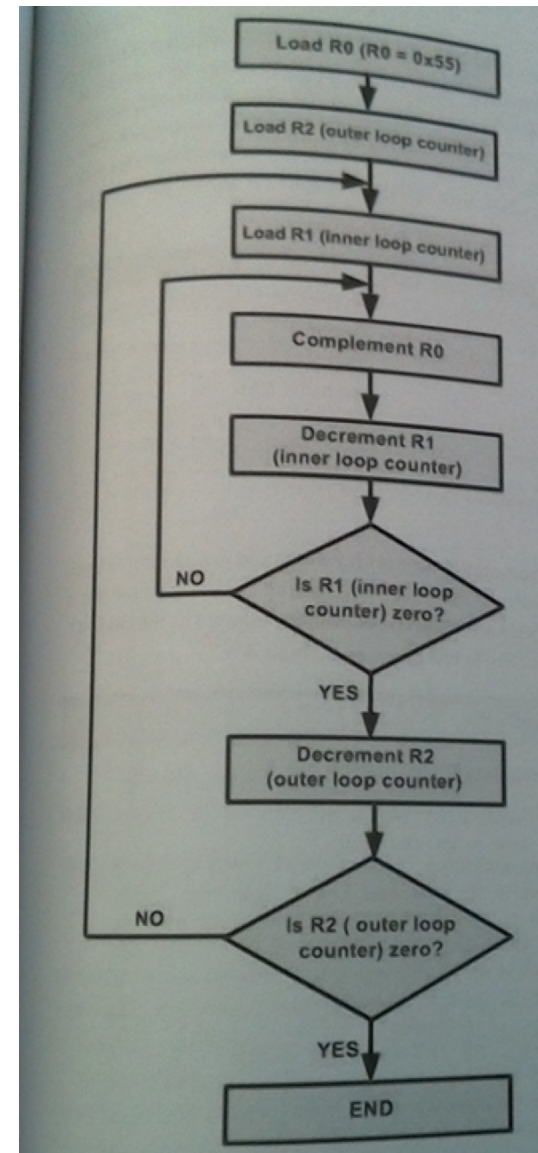 Load R0 (R0 = 0x55)
Load R2 (outer loop counter)
Load R1 (inner loop counter)
Complement R0
Decrement R1
(inner loop counter)
Is R1 (inner loop
counter) zero?
NO
YES
Decrement R2
(outer loop counter)
Is R2 ( outer loop
counter) zero?
NO
YES
END